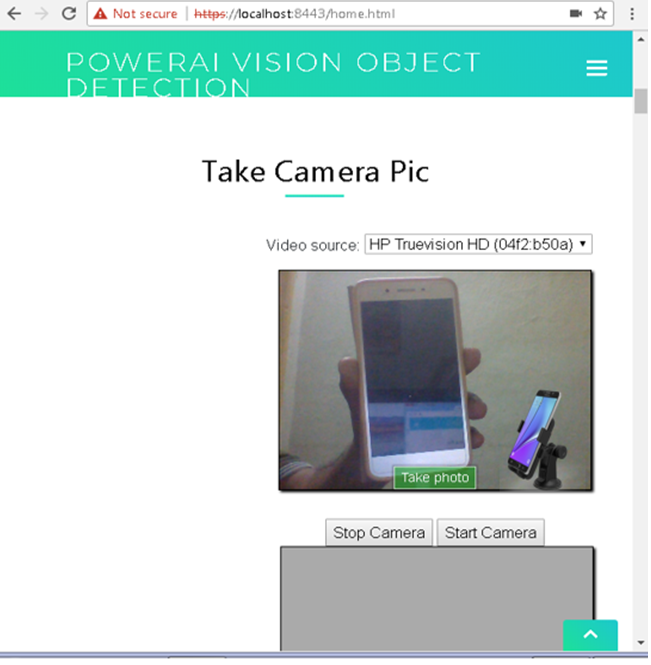 Not secure | https://localhost:8443/home.html
POWERAI VISION OBJECT
DETECTION
Take Camera Pic
Video source: HP Truevision HD (04f2:b50a)
Take photo
Stop Camera Start Camera